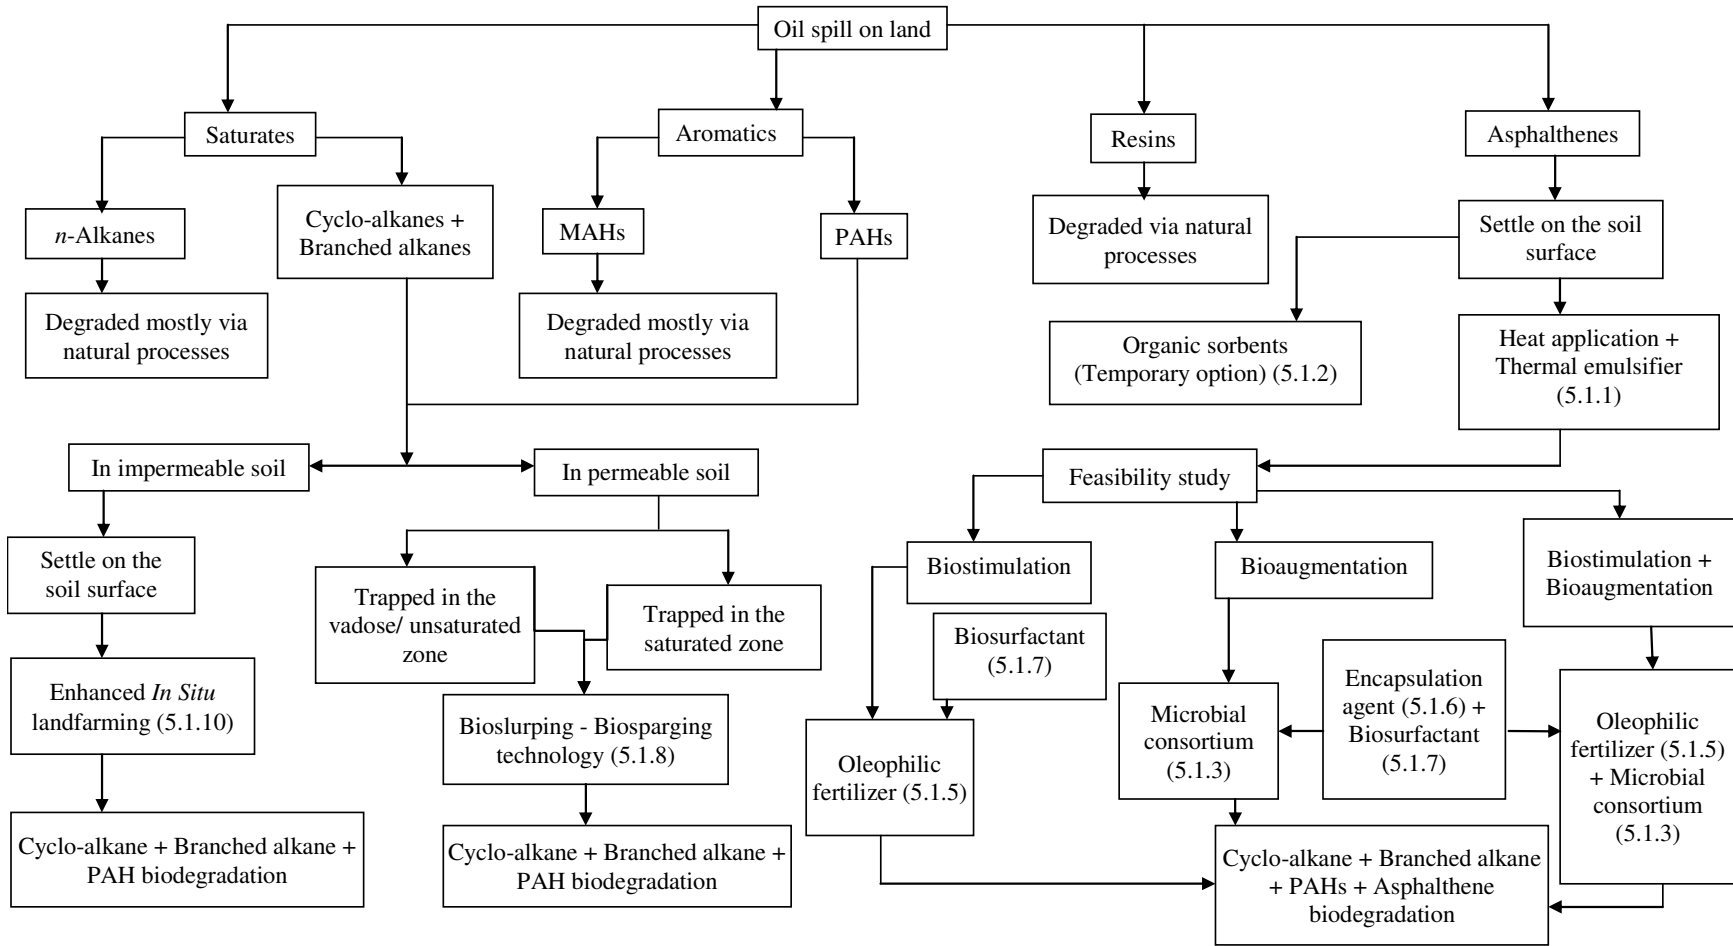 Oil spill on land
Saturates
Aromatics
Resins
Asphalthenes
n-Alkanes
Cyclo-alkanes +
Branched alkanes
MAHs
PAHs
Degraded via natural
processes
Settle on the soil
surface
Degraded mostly via
natural processes
Degraded mostly via
natural processes
Organic sorbents
(Temporary option) (5.1.2)
Heat application +
Thermal emulsifier
(5.1.1)
In impermeable soil
In permeable soil
Feasibility study
Settle on the
soil surface
Trapped in the
vadose/ unsaturated
zone
Trapped in the
saturated zone
Biostimulation
Bioaugmentation
Biostimulation +
Bioaugmentation
Biosurfactant
(5.1.7)
Enhanced In Situ
landfarming (5.1.10)
Bioslurping - Biosparging
technology (5.1.8)
Oleophilic
fertilizer (5.1.5)
Microbial
consortium
(5.1.3)
Encapsulation
agent (5.1.6) +
Biosurfactant
(5.1.7)
Oleophilic
fertilizer (5.1.5)
+ Microbial
consortium
(5.1.3)
Cyclo-alkane + Branched alkane +
PAH biodegradation
Cyclo-alkane + Branched alkane +
PAH biodegradation
Cyclo-alkane + Branched alkane
+ PAHs + Asphalthene
biodegradation